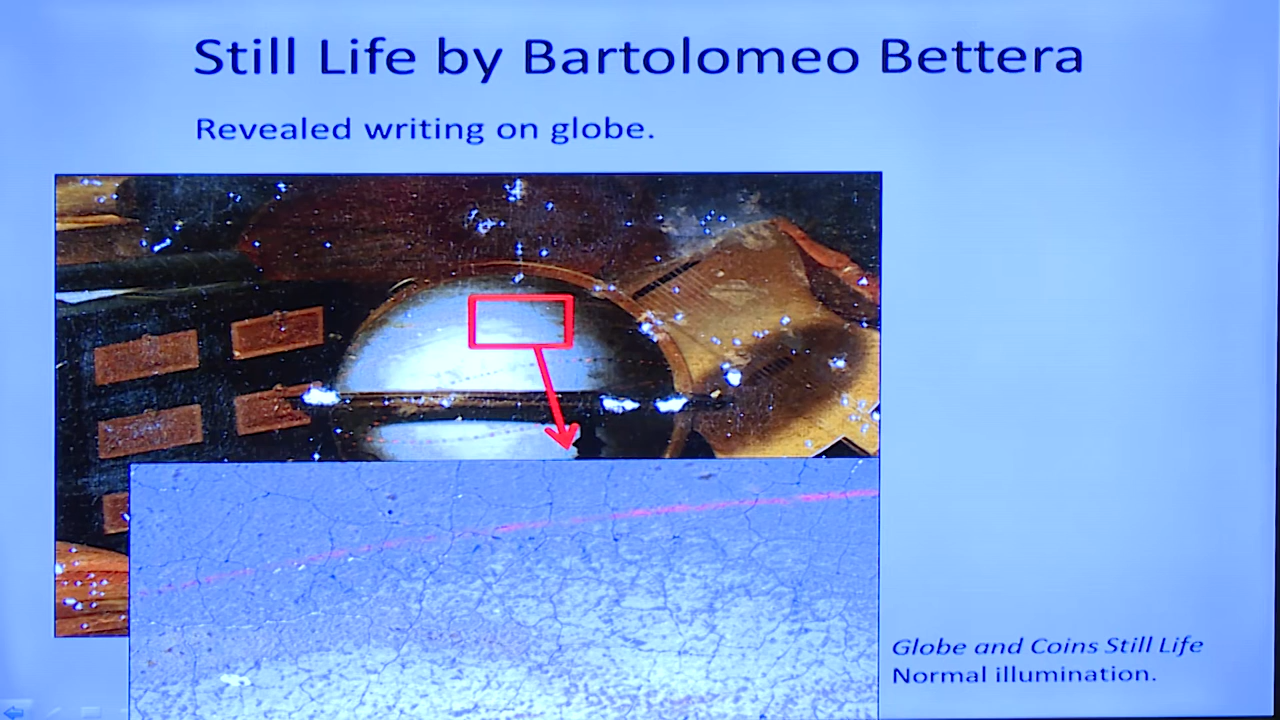 Still Life by Bartolomeo Bettera
Revealed writing on globe.
Globe and Coins Still Life
Normal illumination.